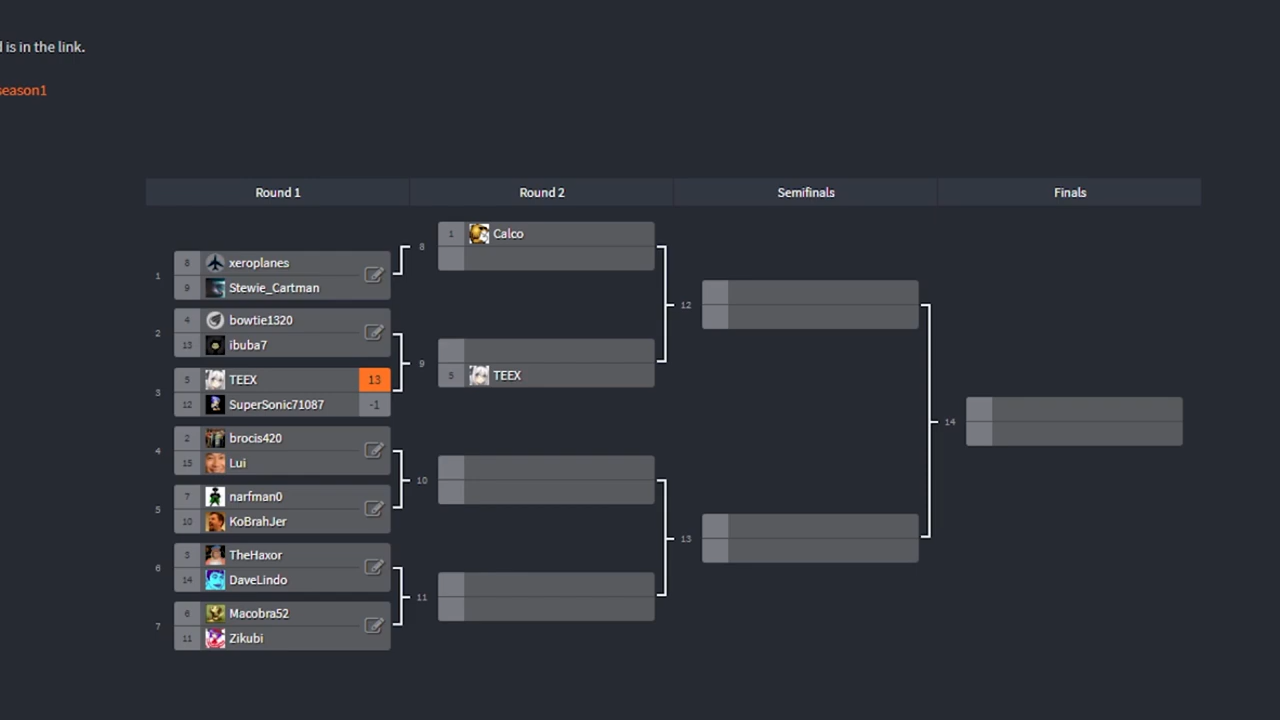 is in the link.
season1
Round 1
Round 2
Semifinals
Finals
1
8 xeroplanes
9 Stewie_Cartman
2
4 bowtie1320
13 ibuba7
3
5 TEEX 13
12 SuperSonic71087 -1
4
2 brocis420
15 Lui
5
7 narfman0
10 KoBrahJer
6
3 TheHaxor
14 DaveLindo
7
6 Macobra52
11 Zikubi
8
1 Calco
9
5 TEEX
10
11
12
13
14